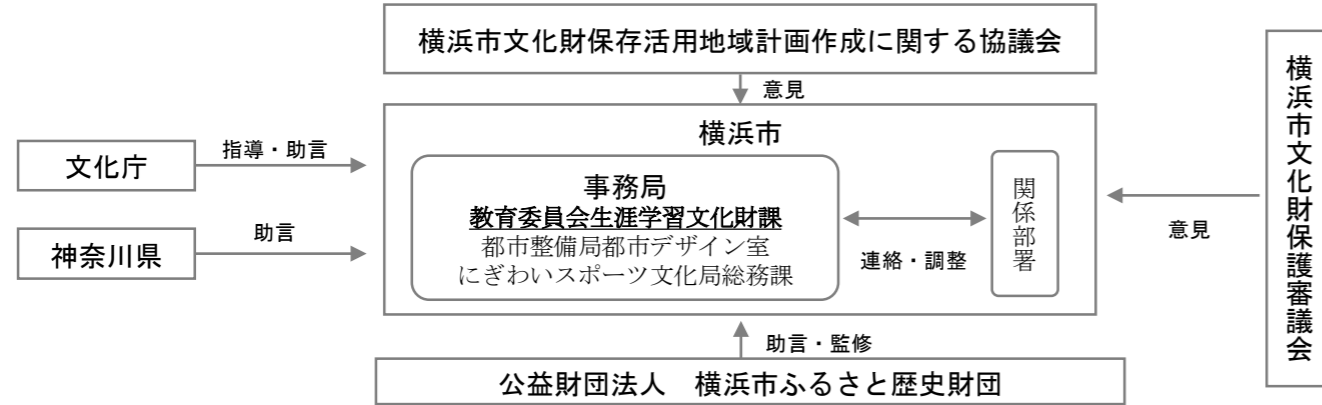 横浜市文化財保存活用地域計画作成に関する協議会
意見
横浜市
文化庁
指導・助言
神奈川県
助言
事務局
教育委員会生涯学習文化財課
都市整備局都市デザイン室
にぎわいスポーツ文化局総務課
連絡・調整
関係部署
意見
横浜市文化財保護審議会
助言・監修
公益財団法人　横浜市ふるさと歴史財団